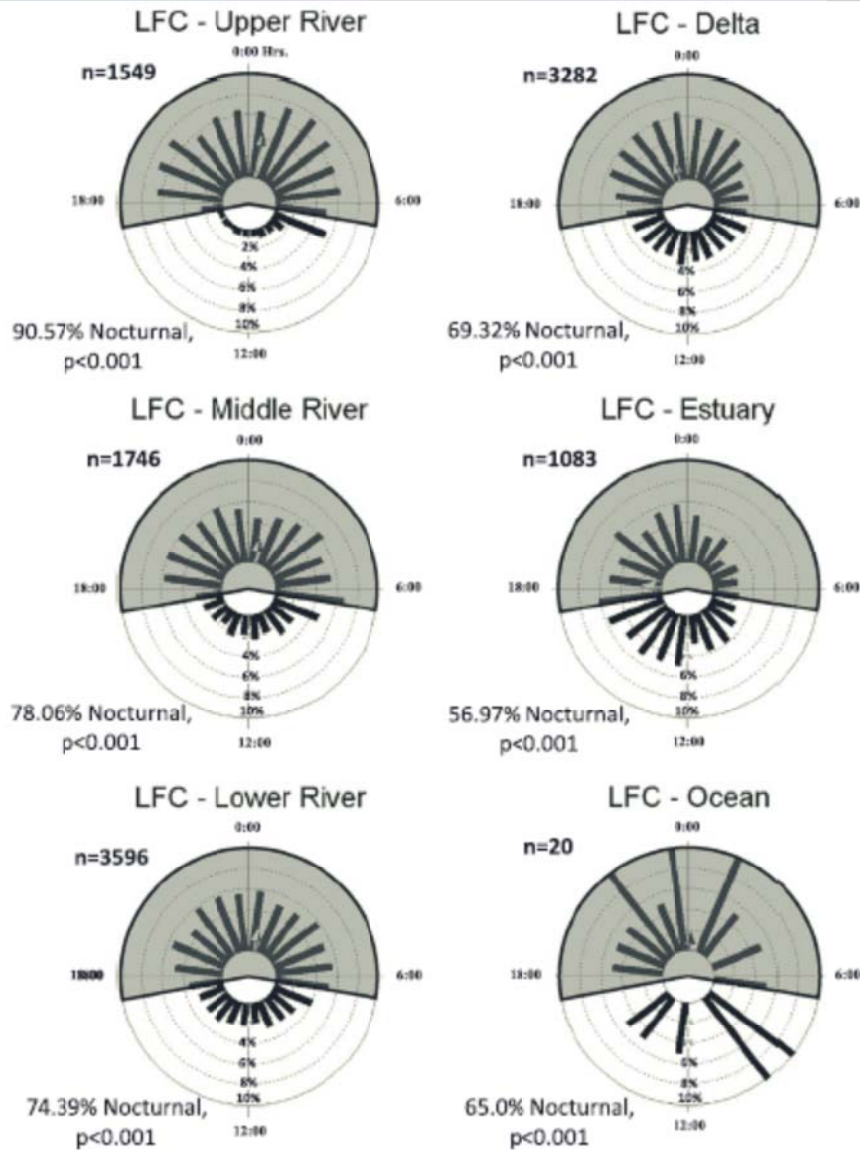 LFC - Upper River
0:00 Hrs.
n=1549
18:00
6:00
2%
4%
6%
8%
10%
90.57% Nocturnal,
p<0.001
12:00
LFC - Delta
0:00
n=3282
18:00
6:00
4%
6%
8%
10%
69.32% Nocturnal,
p<0.001
12:00
LFC - Middle River
0:00
n=1746
18:00
6:00
4%
6%
8%
10%
78.06% Nocturnal,
p<0.001
12:00
LFC - Estuary
0:00
n=1083
18:00
6:00
6%
8%
10%
56.97% Nocturnal,
p<0.001
12:00
LFC - Lower River
0:00
n=3596
18:00
6:00
4%
6%
8%
10%
74.39% Nocturnal,
p<0.001
12:00
LFC - Ocean
0:00
n=20
18:00
6:00
4%
6%
8%
10%
65.0% Nocturnal,
p<0.001
12:00